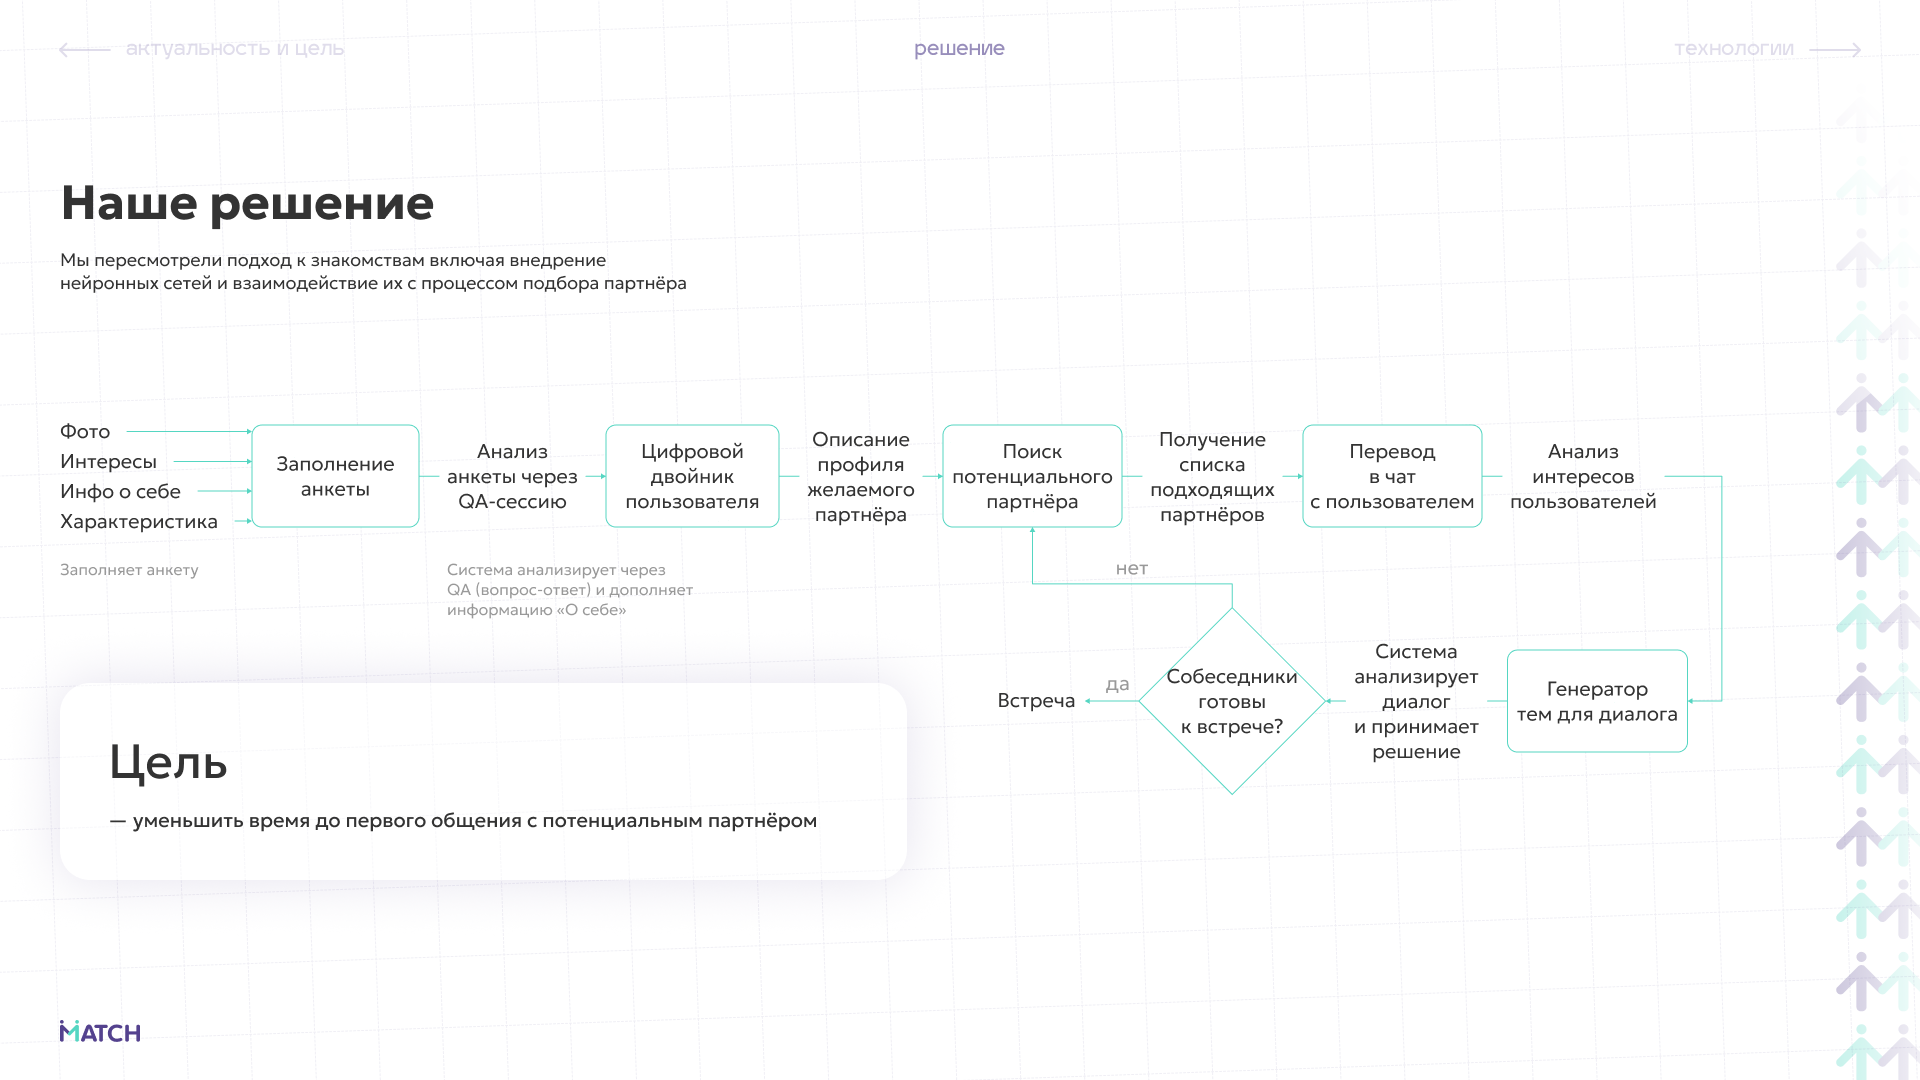 актуальность и цель
решение
технологии
Наше решение
Мы пересмотрели подход к знакомствам включая внедрение
нейронных сетей и взаимодействие их с процессом подбора партнёра
Фото
Интересы
Инфо о себе
Характеристика
Заполняет анкету
Заполнение
анкеты
Анализ
анкеты через
QA-сессию
Система анализирует через
QA (вопрос-ответ) и дополняет
информацию «О себе»
Цифровой
двойник
пользователя
Описание
профиля
желаемого
партнёра
Поиск
потенциального
партнёра
Получение
списка
подходящих
партнёров
Перевод
в чат
с пользователем
Анализ
интересов
пользователей
Генератор
тем для диалога
Система
анализирует
диалог
и принимает
решение
Собеседники
готовы
к встрече?
нет
да
Встреча
Цель
— уменьшить время до первого общения с потенциальным партнёром
MATCH